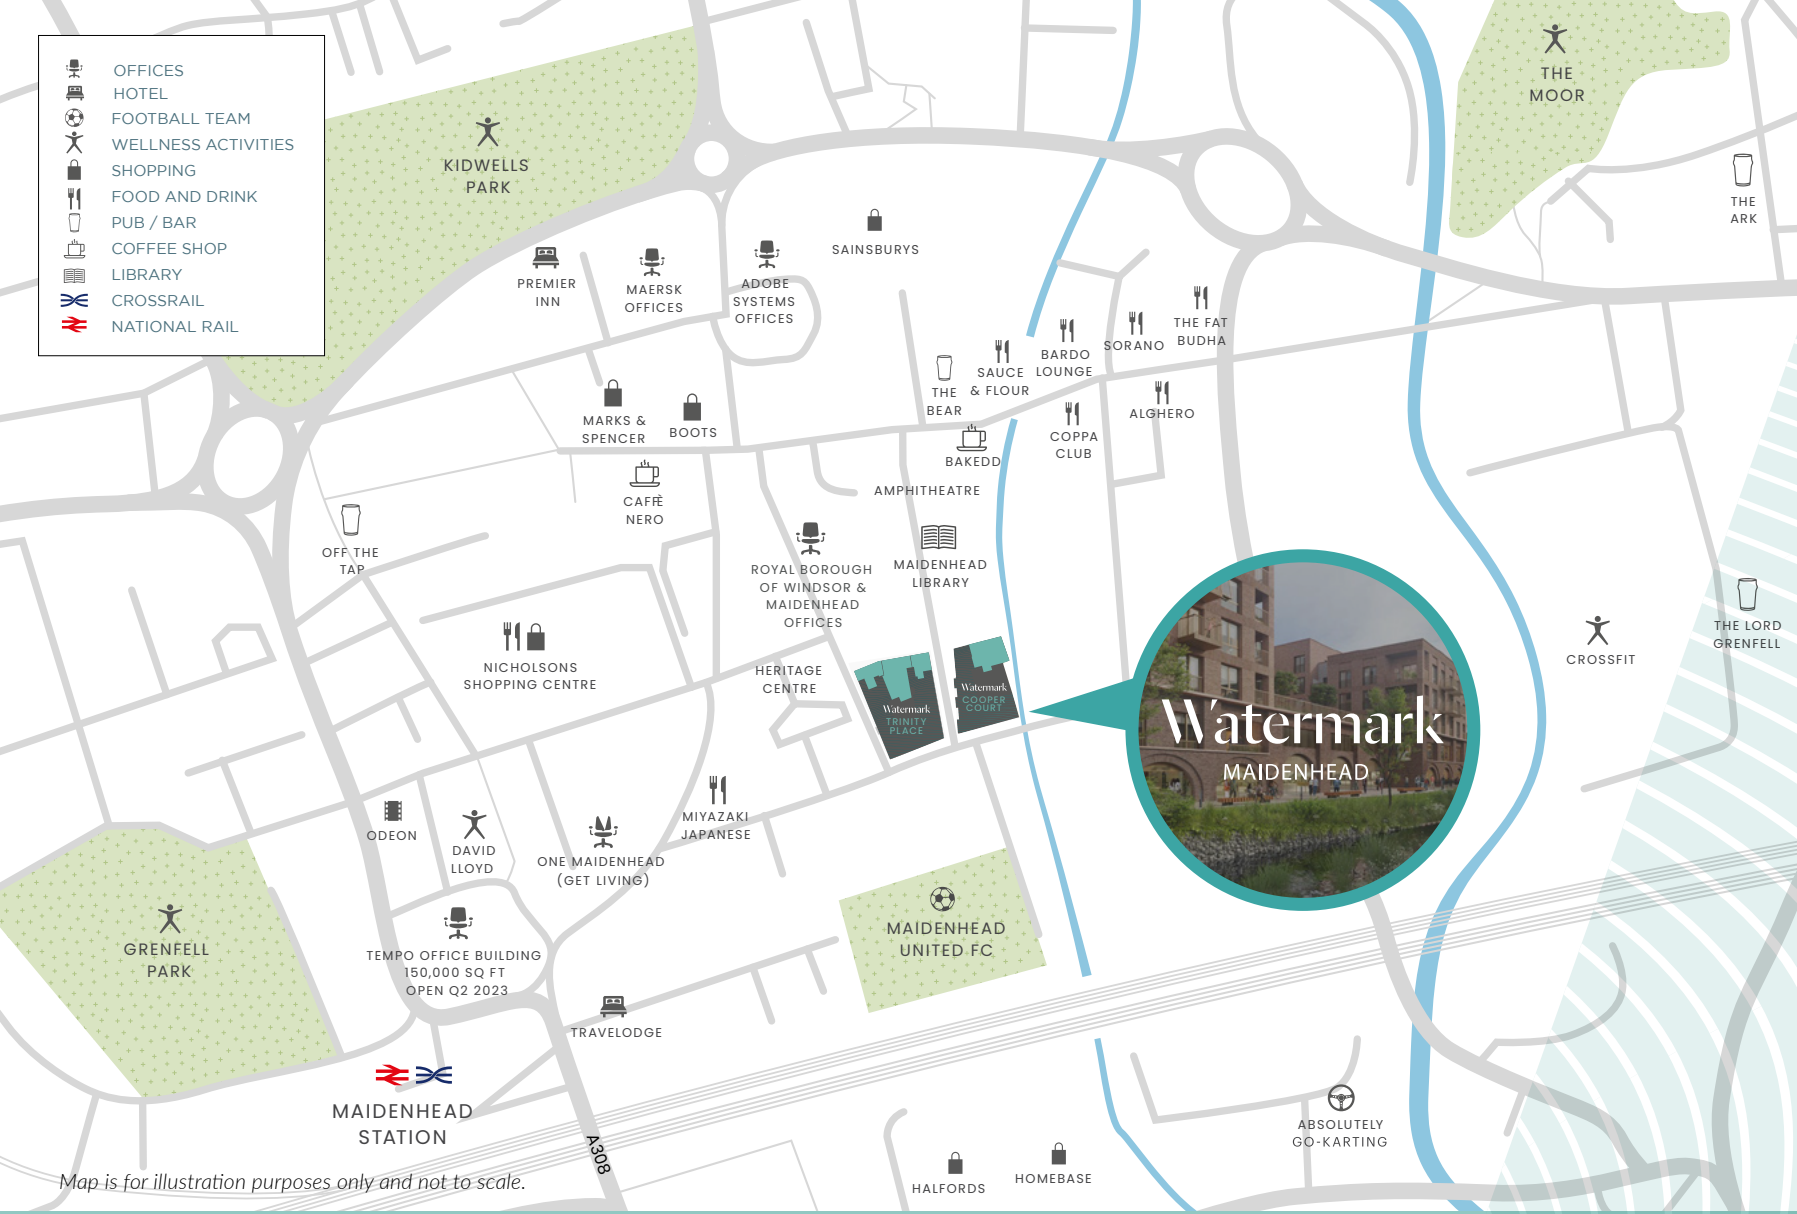 OFFICES
HOTEL
FOOTBALL TEAM
WELLNESS ACTIVITIES
SHOPPING
FOOD AND DRINK
PUB / BAR
COFFEE SHOP
LIBRARY
CROSSRAIL
NATIONAL RAIL
THE
MOOR
KIDWELLS
PARK
THE
ARK
SAINSBURYS
PREMIER
INN
MAERSK
OFFICES
ADOBE
SYSTEMS
OFFICES
THE FAT
BUDHA
SORANO
BARDO
LOUNGE
SAUCE
& FLOUR
THE
BEAR
ALGHERO
MARKS &
SPENCER
BOOTS
COPPA
CLUB
BAKEDD
CAFFÈ
NERO
AMPHITHEATRE
OFF THE
TAP
ROYAL BOROUGH
OF WINDSOR &
MAIDENHEAD
OFFICES
MAIDENHEAD
LIBRARY
THE LORD
GRENFELL
CROSSFIT
NICHOLSONS
SHOPPING CENTRE
HERITAGE
CENTRE
Watermark
TRINITY
PLACE
Watermark
COOPER
COURT
Watermark
MAIDENHEAD
ODEON
DAVID
LLOYD
ONE MAIDENHEAD
(GET LIVING)
MIYAZAKI
JAPANESE
GRENFELL
PARK
TEMPO OFFICE BUILDING
150,000 SQ FT
OPEN Q2 2023
MAIDENHEAD
UNITED FC
TRAVELODGE
MAIDENHEAD
STATION
A308
ABSOLUTELY
GO-KARTING
HALFORDS
HOMEBASE
Map is for illustration purposes only and not to scale.